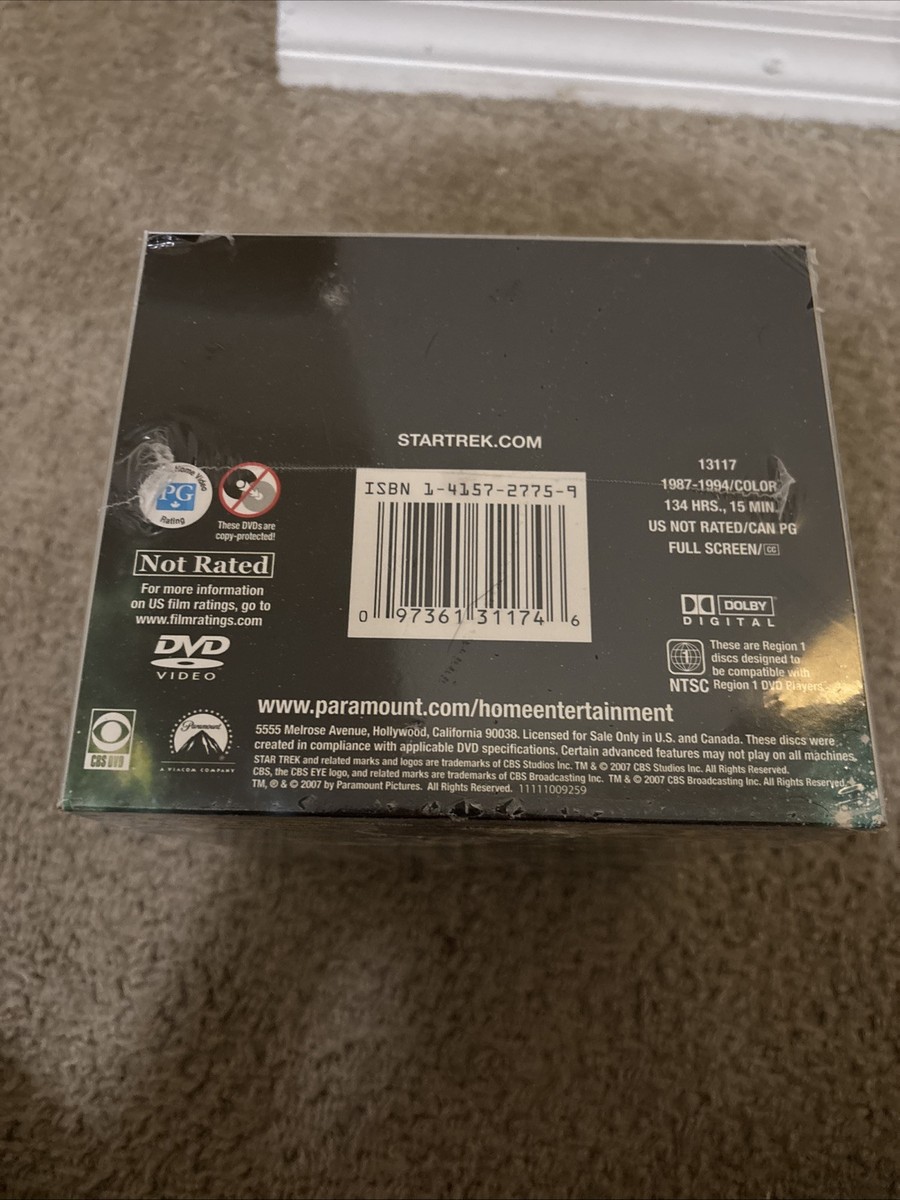 STARTREK.COM
Home Video
PG
Rating
These DVDs are
copy-protected!
Not Rated
For more information
on US film ratings, go to
www.filmratings.com
DVD
VIDEO
ISBN 1-4157-2775-9
0 97361 31174 6
13117
1987-1994/COLOR
134 HRS., 15 MIN.
US NOT RATED/CAN PG
FULL SCREEN/CC
DOLBY
DIGITAL
1
NTSC
These are Region 1
discs designed to
be compatible with
Region 1 DVD Players.
www.paramount.com/homeentertainment
CBS DVD
Paramount
A VIACOM COMPANY
5555 Melrose Avenue, Hollywood, California 90038. Licensed for Sale Only in U.S. and Canada. These discs were
created in compliance with applicable DVD specifications. Certain advanced features may not play on all machines.
STAR TREK and related marks and logos are trademarks of CBS Studios Inc. TM & © 2007 CBS Studios Inc. All Rights Reserved.
CBS, the CBS EYE logo, and related marks are trademarks of CBS Broadcasting Inc. TM & © 2007 CBS Broadcasting Inc. All Rights Reserved.
TM, ® & © 2007 by Paramount Pictures. All Rights Reserved. 11111009259